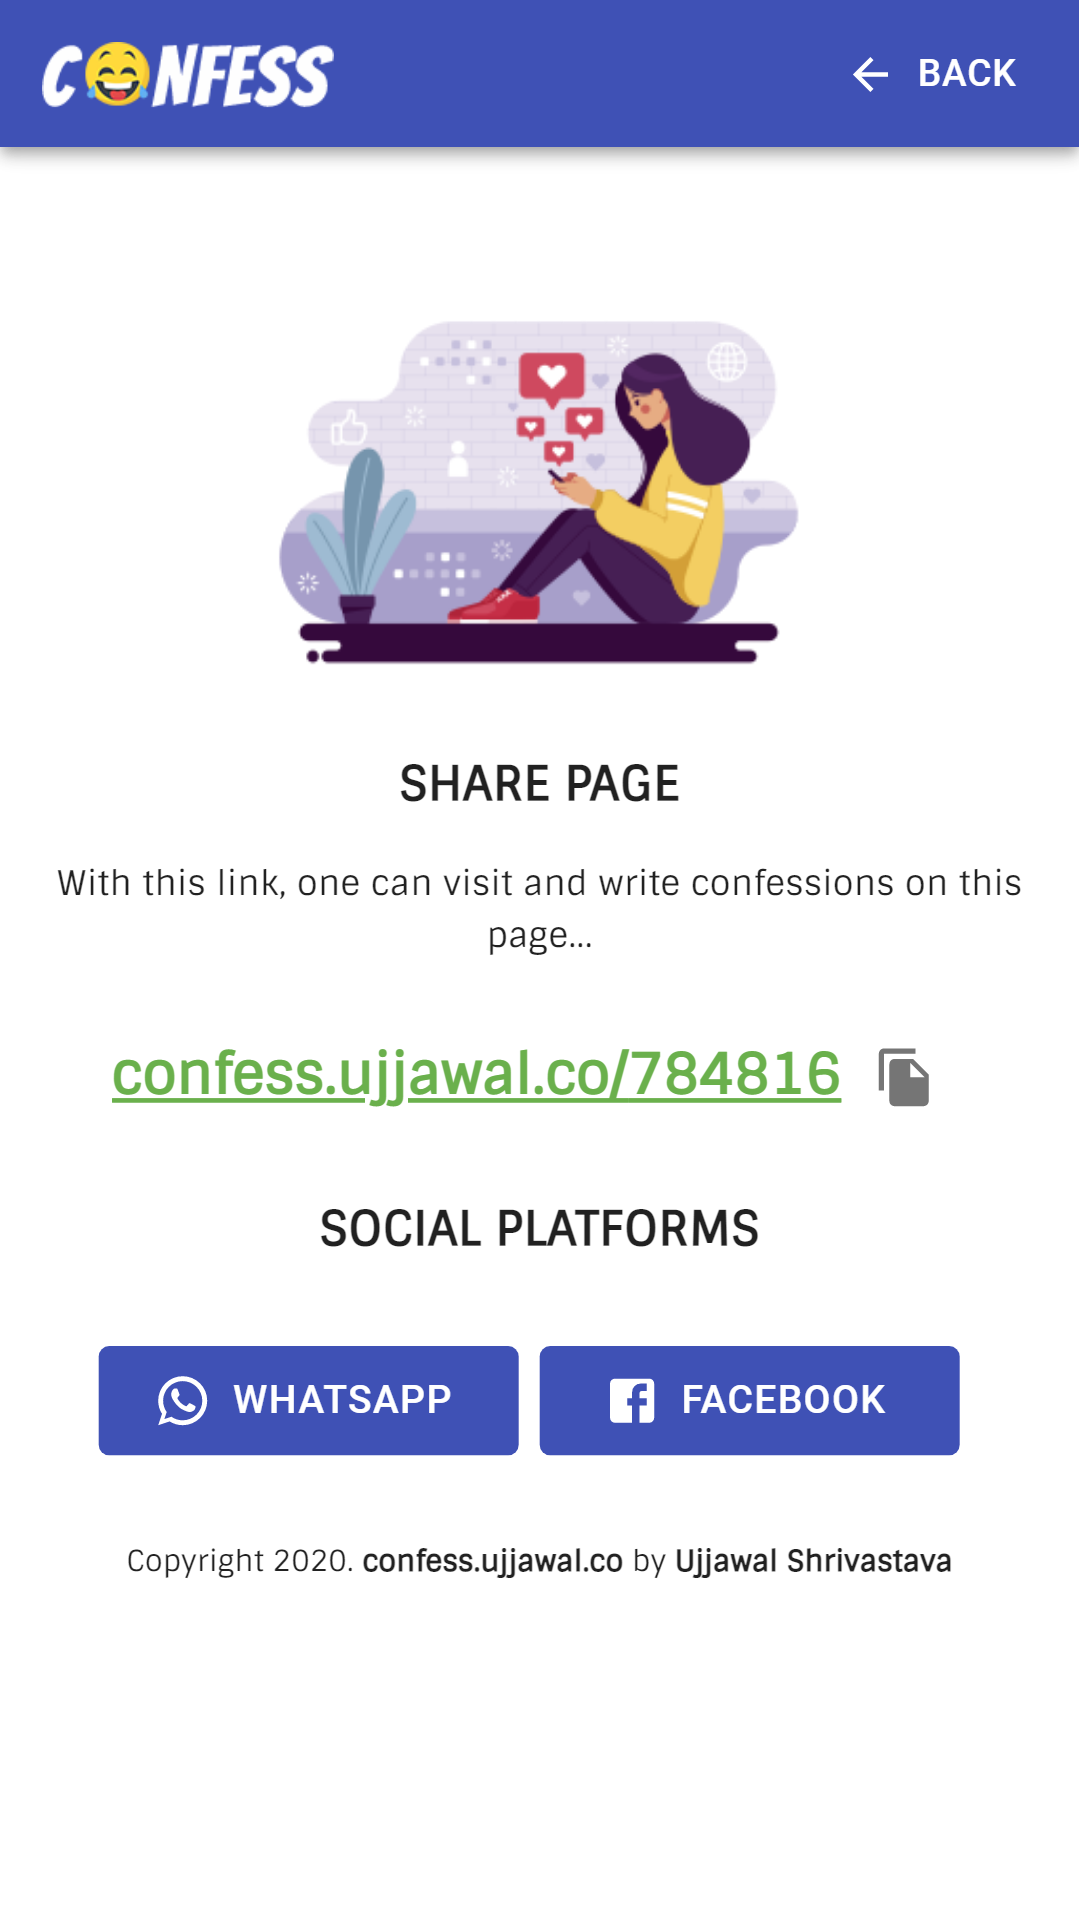 CONFESS
BACK
SHARE PAGE
With this link, one can visit and write confessions on this
page...
confess.ujjawal.co/784816
SOCIAL PLATFORMS
WHATSAPP
FACEBOOK
Copyright 2020. confess.ujjawal.co by Ujjawal Shrivastava